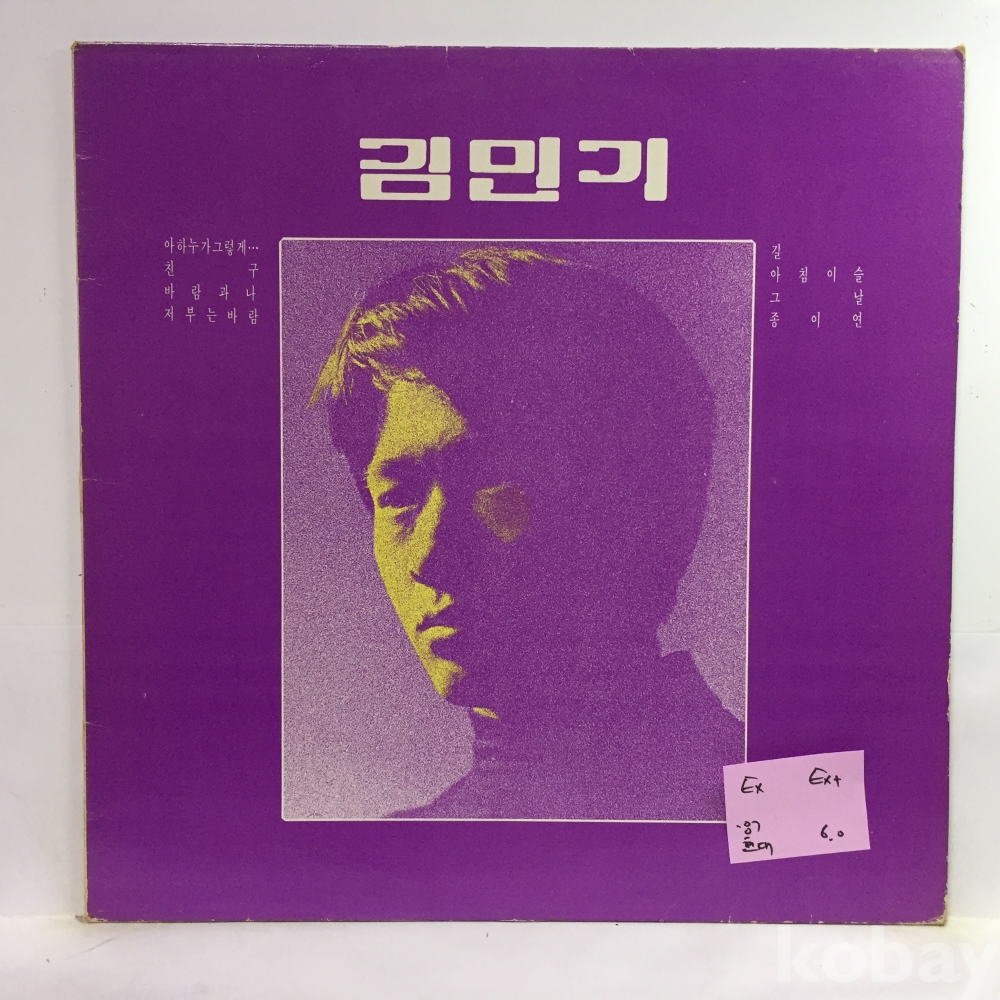 김민기
아하누가그렇게…
친 구
바 람 과 나
저 부 는 바 람
길
아 침 이 슬
그 날
종 이 연
Ex Ex+
6.0
kobay